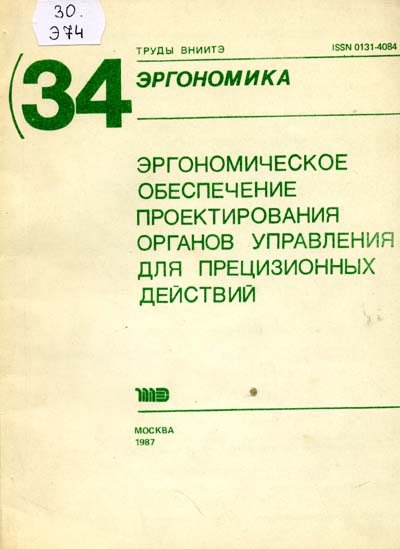 30.
Э74
ТРУДЫ ВНИИТЭ
ISSN 0131-4084
(34
ЭРГОНОМИКА
ЭРГОНОМИЧЕСКОЕ
ОБЕСПЕЧЕНИЕ
ПРОЕКТИРОВАНИЯ
ОРГАНОВ УПРАВЛЕНИЯ
ДЛЯ ПРЕЦИЗИОННЫХ
ДЕЙСТВИЙ
МОСКВА
1987